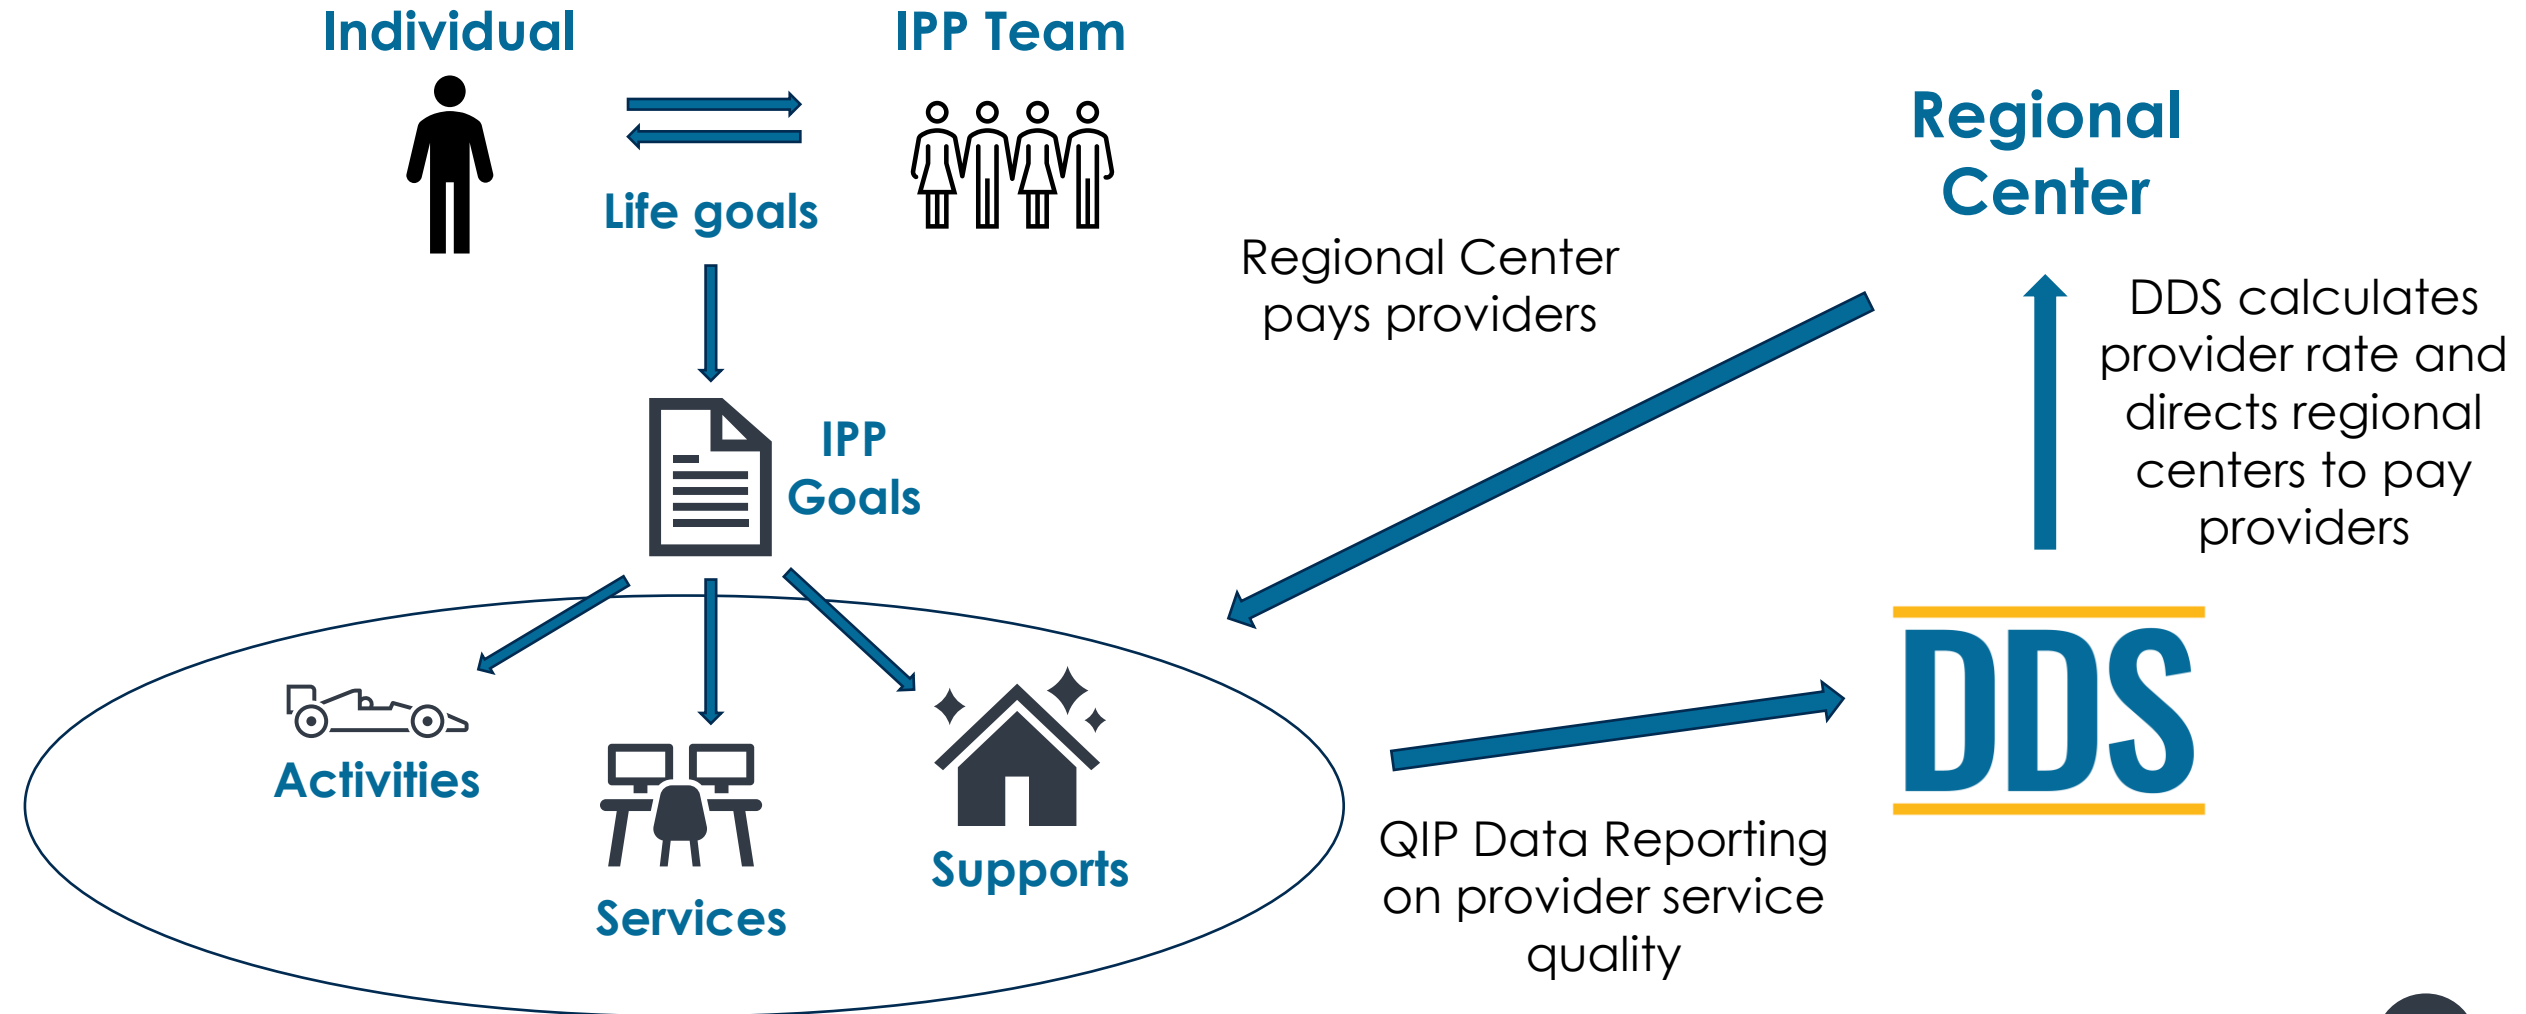 Individual
IPP Team
Life goals
Regional
Center
Regional Center
pays providers
DDS calculates
provider rate and
directs regional
centers to pay
providers
IPP
Goals
Activities
Services
Supports
DDS
QIP Data Reporting
on provider service
quality